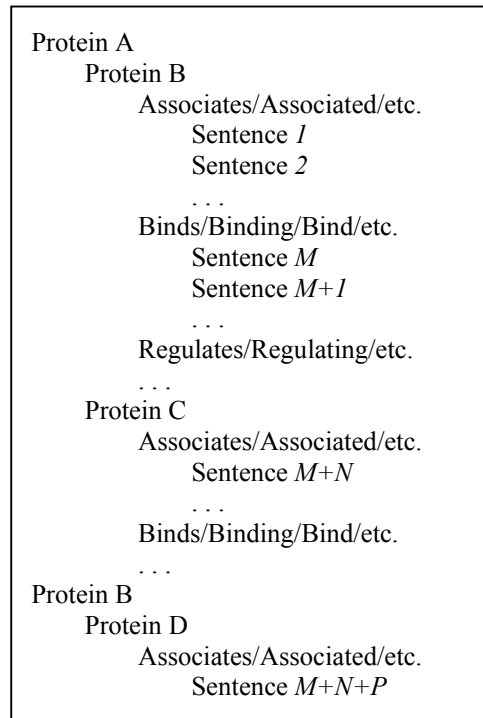 Protein A
Protein B
Associates/Associated/etc.
Sentence 1
Sentence 2
. . .
Binds/Binding/Bind/etc.
Sentence M
Sentence M+1
. . .
Regulates/Regulating/etc.
. . .
Protein C
Associates/Associated/etc.
Sentence M+N
. . .
Binds/Binding/Bind/etc.
. . .
Protein B
Protein D
Associates/Associated/etc.
Sentence M+N+P